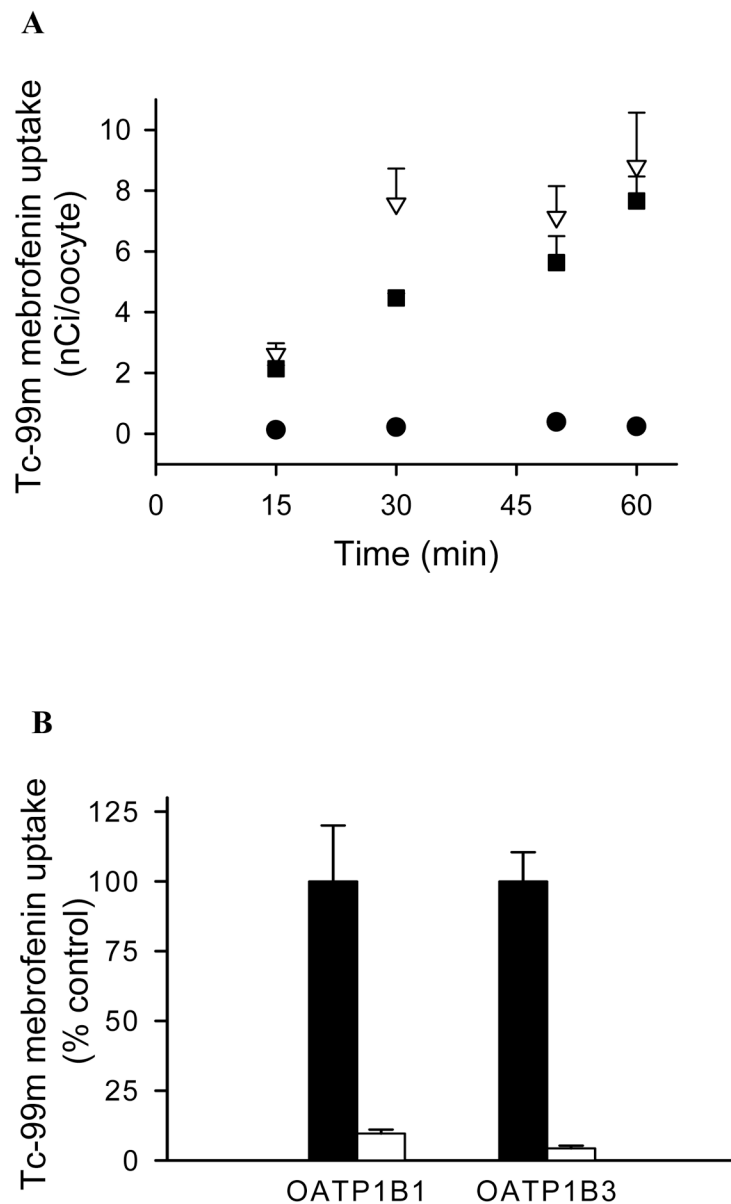 A
Tc-99m mebrofenin uptake
(nCi/oocyte)
10
8
6
4
2
0
0 15 30 45 60
Time (min)
B
Tc-99m mebrofenin uptake
(% control)
125
100
75
50
25
0
OATP1B1 OATP1B3